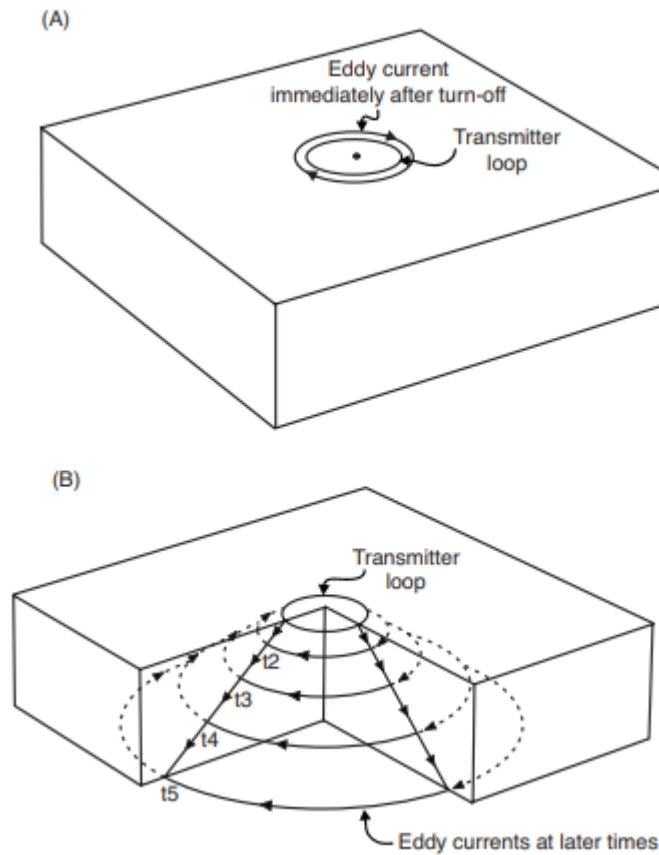 (A)
Eddy current
immediately after turn-off
Transmitter
loop
(B)
Transmitter
loop
t2
t3
t4
t5
Eddy currents at later times